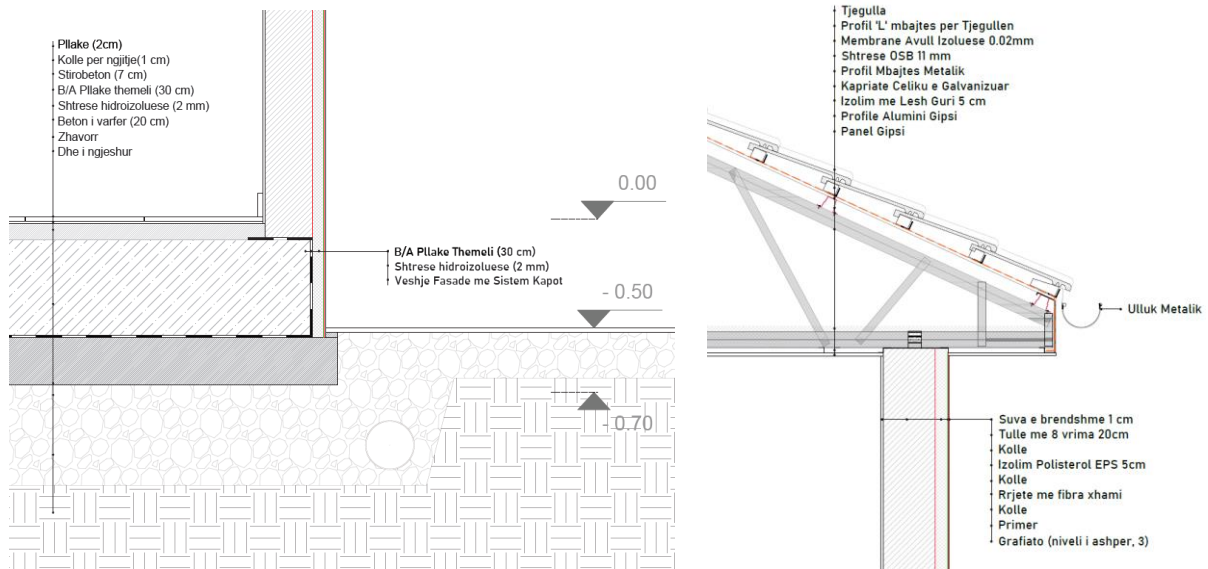 Pllake (2cm)
Kolle per ngjitje(1 cm)
Stirobeton (7 cm)
B/A Pllake themeli (30 cm)
Shtrese hidroizoluese (2 mm)
Beton i varfer (20 cm)
Zhavorr
Dhe i ngjeshur
0.00
B/A Pllake Themeli (30 cm)
Shtrese hidroizoluese (2 mm)
Veshje Fasade me Sistem Kapot
- 0.50
- 0.70
Tjegulla
Profil 'L' mbajtes per Tjegullen
Membrane Avull Izoluese 0.02mm
Shtrese OSB 11 mm
Profil Mbajtes Metalik
Kapriate Celiku e Galvanizuar
Izolim me Lesh Guri 5 cm
Profile Alumini Gipsi
Panel Gipsi
Ulluk Metalik
Suva e brendshme 1 cm
Tulle me 8 vrima 20cm
Kolle
Izolim Polisterol EPS 5cm
Kolle
Rrjete me fibra xhami
Kolle
Primer
Grafiato (niveli i ashper, 3)